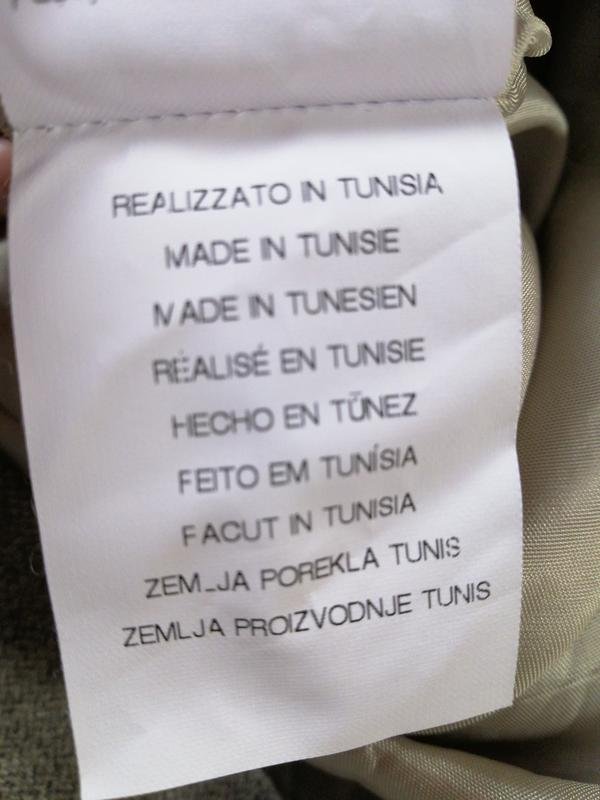 REALIZZATO IN TUNISIA
MADE IN TUNISIE
MADE IN TUNESIEN
RÉALISÉ EN TUNISIE
HECHO EN TŪNEZ
FEITO EM TUNÍSIA
FACUT IN TUNISIA
ZEMLJA POREKLA TUNIS
ZEMLJA PROIZVODNJE TUNIS